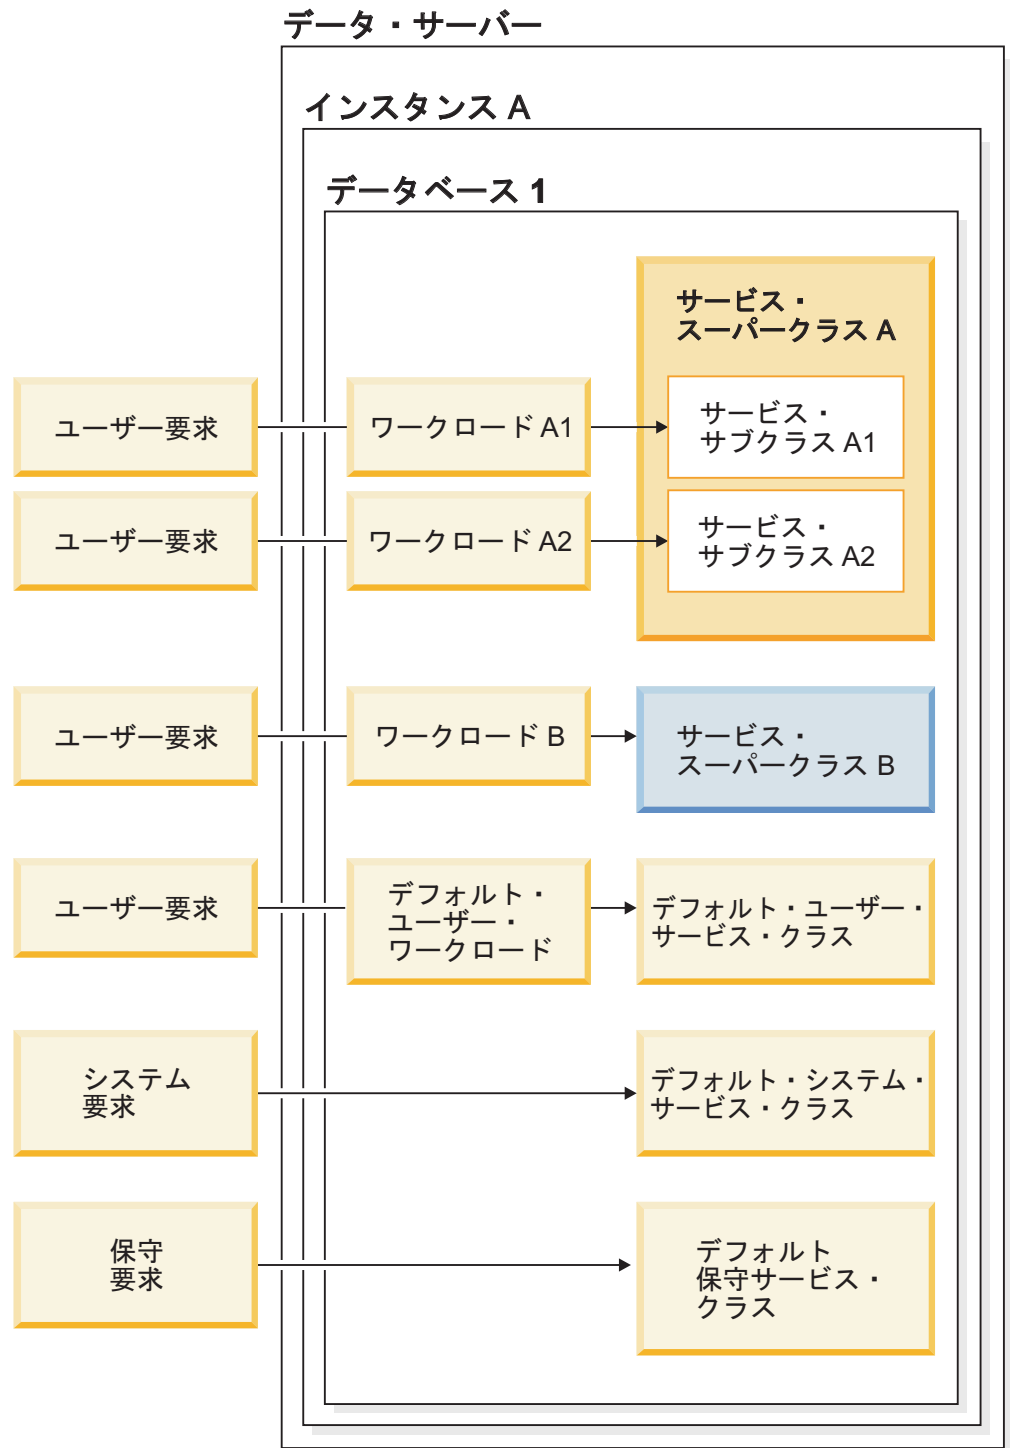 データ・サーバー
インスタンス A
データベース 1
サービス・
スーパークラス A
ユーザー要求
ワークロード A1
サービス・
サブクラス A1
ユーザー要求
ワークロード A2
サービス・
サブクラス A2
ユーザー要求
ワークロード B
サービス・
スーパークラス B
ユーザー要求
デフォルト・
ユーザー・
ワークロード
デフォルト・ユーザー・
サービス・クラス
システム
要求
デフォルト・システム・
サービス・クラス
保守
要求
デフォルト
保守サービス・
クラス